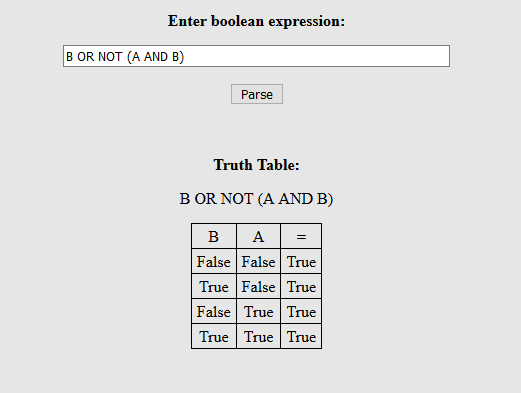 Enter boolean expression:
B OR NOT (A AND B)
Parse
Truth Table:
B OR NOT (A AND B)
B A =
False False True
True False True
False True True
True True True